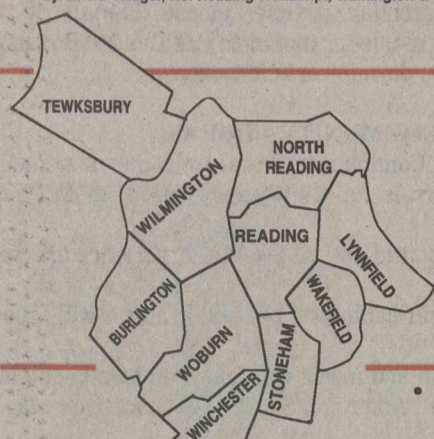 TEWKSBURY
WILMINGTON
NORTH
READING
READING
LYNNFIELD
BURLINGTON
WAKEFIELD
WOBURN
STONEHAM
WINCHESTER